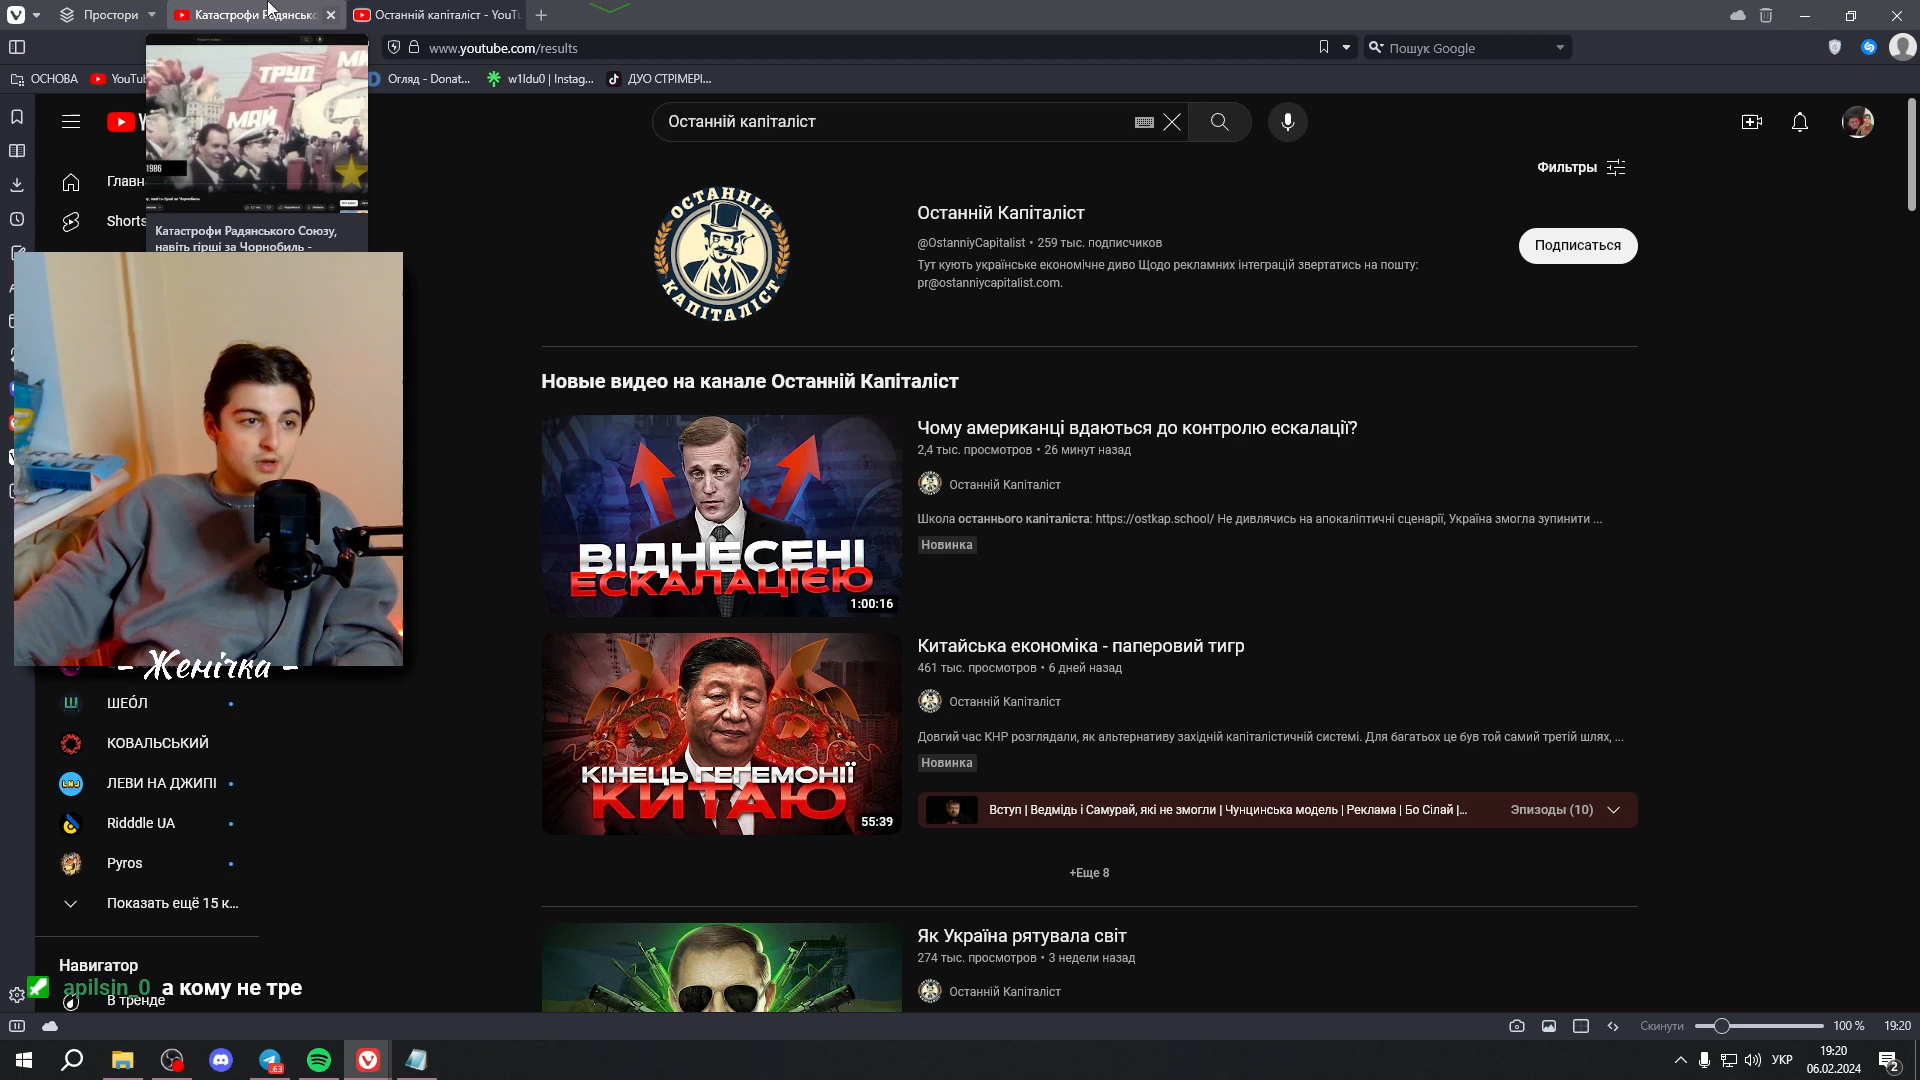 Простори
Катастрофи Радянсько
Останній капіталіст - YouTu
www.youtube.com/results
Пошук Google
ОСНОВА
YouTub
Огляд - Donat...
w1ldu0 | Instag...
ДУО СТРІМЕРІ...
ТРУД
МАЙ
1986
Катастрофи Радянського Союзу,
навіть гірші за Чорнобиль -
Останній капіталіст
Главн
Shorts
Фильтры
ОСТАННІЙ
КАПІТАЛІСТ
Останній Капіталіст
@OstanniyCapitalist • 259 тыс. подписчиков
Тут кують українське економічне диво Щодо рекламних інтеграцій звертатись на пошту:
pr@ostanniycapitalist.com.
Подписаться
Новые видео на канале Останній Капіталіст
ВІДНЕСЕНІ
ЕСКАЛАЦІЄЮ
1:00:16
Чому американці вдаються до контролю ескалації?
2,4 тыс. просмотров • 26 минут назад
Останній Капіталіст
Школа останнього капіталіста: https://ostkap.school/ Не дивлячись на апокаліптичні сценарії, Україна змогла зупинити ...
Новинка
КІНЕЦЬ ГЕГЕМОНІЇ
КИТАЮ
55:39
Китайська економіка - паперовий тигр
461 тыс. просмотров • 6 дней назад
Останній Капіталіст
Довгий час КНР розглядали, як альтернативу західній капіталістичній системі. Для багатьох це був той самий третій шлях, ...
Новинка
Вступ | Ведмідь і Самурай, які не змогли | Чунцинська модель | Реклама | Бо Сілай |...
Эпизоды (10)
+Еще 8
Як Україна рятувала світ
274 тыс. просмотров • 3 недели назад
Останній Капіталіст
- Женічка -
ШЕÓЛ
КОВАЛЬСЬКИЙ
ЛЕВИ НА ДЖИПІ
Ridddle UA
Pyros
Показать ещё 15 к...
Навигатор
apilsin_0 а кому не тре
В тренде
Скинути
100 %
19:20
63
УКР
19:20
06.02.2024
2